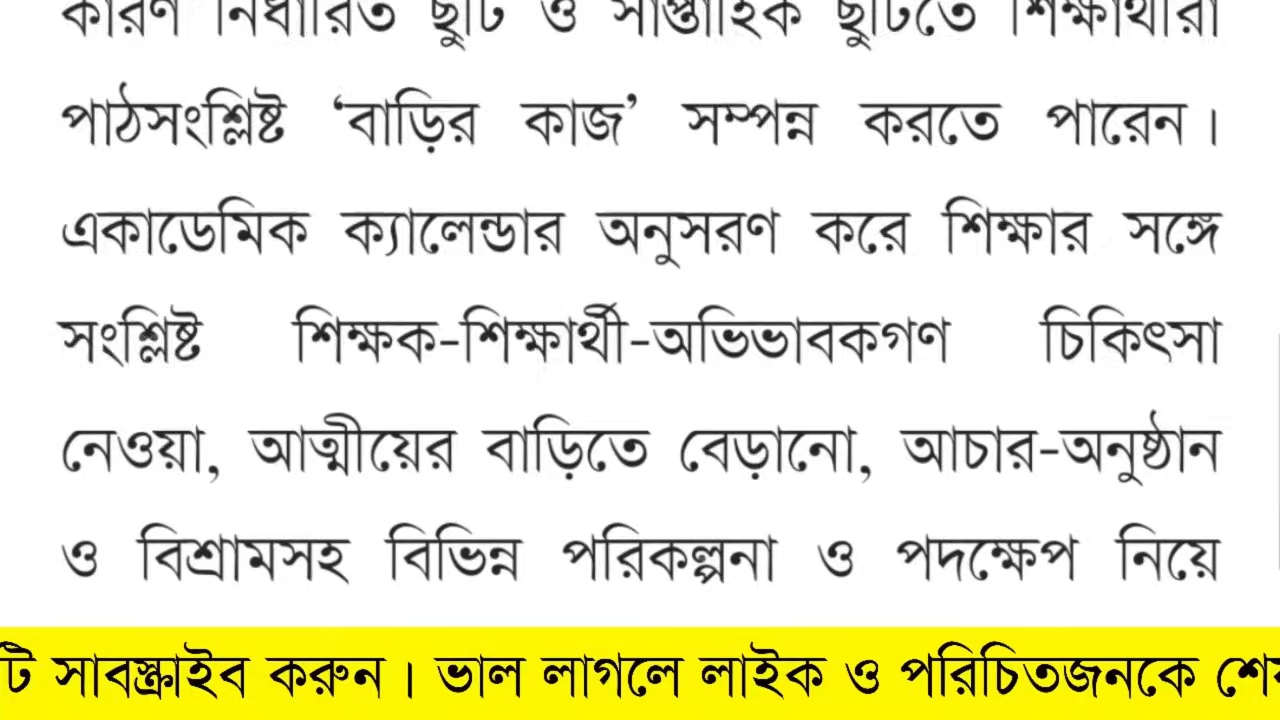 কারণ নির্ধারিত ছুটি ও সাপ্তাহিক ছুটিতে শিক্ষার্থীরা
পাঠসংশ্লিষ্ট ‘বাড়ির কাজ’ সম্পন্ন করতে পারেন।
একাডেমিক ক্যালেন্ডার অনুসরণ করে শিক্ষার সঙ্গে
সংশ্লিষ্ট শিক্ষক-শিক্ষার্থী-অভিভাবকগণ চিকিৎসা
নেওয়া, আত্মীয়ের বাড়িতে বেড়ানো, আচার-অনুষ্ঠান
ও বিশ্রামসহ বিভিন্ন পরিকল্পনা ও পদক্ষেপ নিয়ে
টি সাবস্ক্রাইব করুন। ভাল লাগলে লাইক ও পরিচিতজনকে